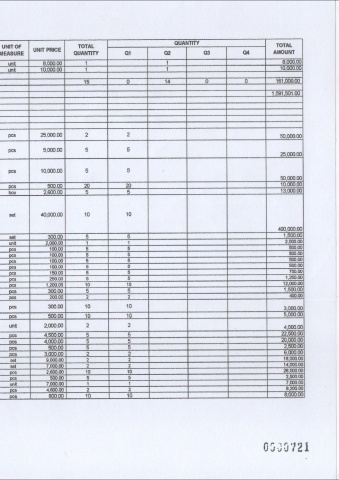 UNIT OF MEASURE UNIT PRICE TOTAL QUANTITY QUANTITY TOTAL AMOUNT
Q1 Q2 Q3 Q4
unit 8,000.00 1 1 8,000.00
unit 10,000.00 1 1 10,000.00
15 0 14 0 0 161,000.00
1,591,501.00
pcs 25,000.00 2 2 50,000.00
pcs 5,000.00 5 5 25,000.00
pcs 10,000.00 5 5 50,000.00
pcs 500.00 20 20 10,000.00
box 2,600.00 5 5 13,000.00
set 40,000.00 10 10 400,000.00
set 300.00 5 5 1,500.00
unit 2,000.00 1 1 2,000.00
pcs 100.00 5 5 500.00
pcs 100.00 5 5 500.00
pcs 100.00 5 5 500.00
pcs 100.00 5 5 500.00
pcs 150.00 5 5 750.00
pcs 250.00 5 5 1,250.00
pcs 1,200.00 10 10 12,000.00
pcs 300.00 5 5 1,500.00
pcs 200.00 2 2 400.00
pcs 300.00 10 10 3,000.00
pcs 500.00 10 10 5,000.00
unit 2,000.00 2 2 4,000.00
pcs 4,500.00 5 5 22,500.00
pcs 4,000.00 5 5 20,000.00
pcs 500.00 5 5 2,500.00
pcs 3,000.00 2 2 6,000.00
set 9,000.00 2 2 18,000.00
set 7,000.00 2 2 14,000.00
pcs 2,600.00 10 10 26,000.00
pcs 500.00 5 5 2,500.00
unit 7,000.00 1 1 7,000.00
pcs 4,600.00 2 2 9,200.00
pcs 800.00 10 10 8,000.00